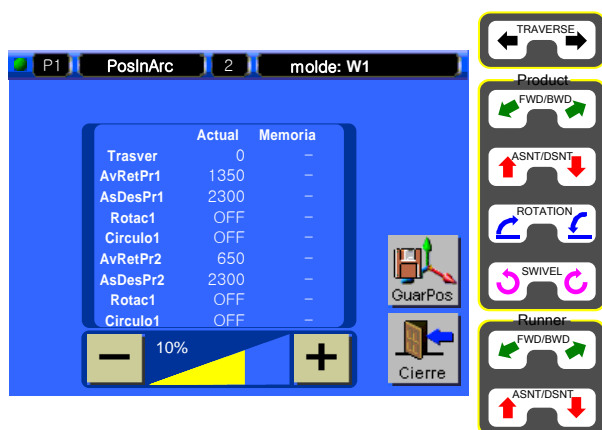 P1 PosInArc 2 molde: W1
Actual Memoria
Trasver 0 –
AvRetPr1 1350 –
AsDesPr1 2300 –
Rotac1 OFF –
Circulo1 OFF –
AvRetPr2 650 –
AsDesPr2 2300 –
Rotac1 OFF –
Circulo1 OFF –
GuarPos
10%
Cierre
TRAVERSE
Product
FWD/BWD
ASNT/DSNT
ROTATION
SWIVEL
Runner
FWD/BWD
ASNT/DSNT